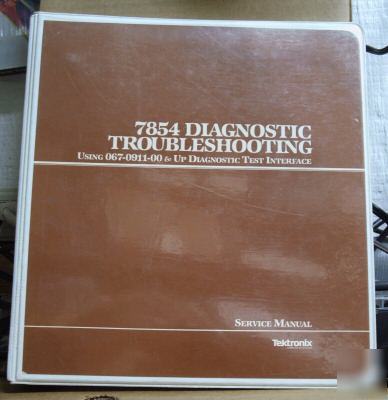 7854 DIAGNOSTIC
TROUBLESHOOTING
USING 067-0911-00 & UP DIAGNOSTIC TEST INTERFACE
SERVICE MANUAL
Tektronix